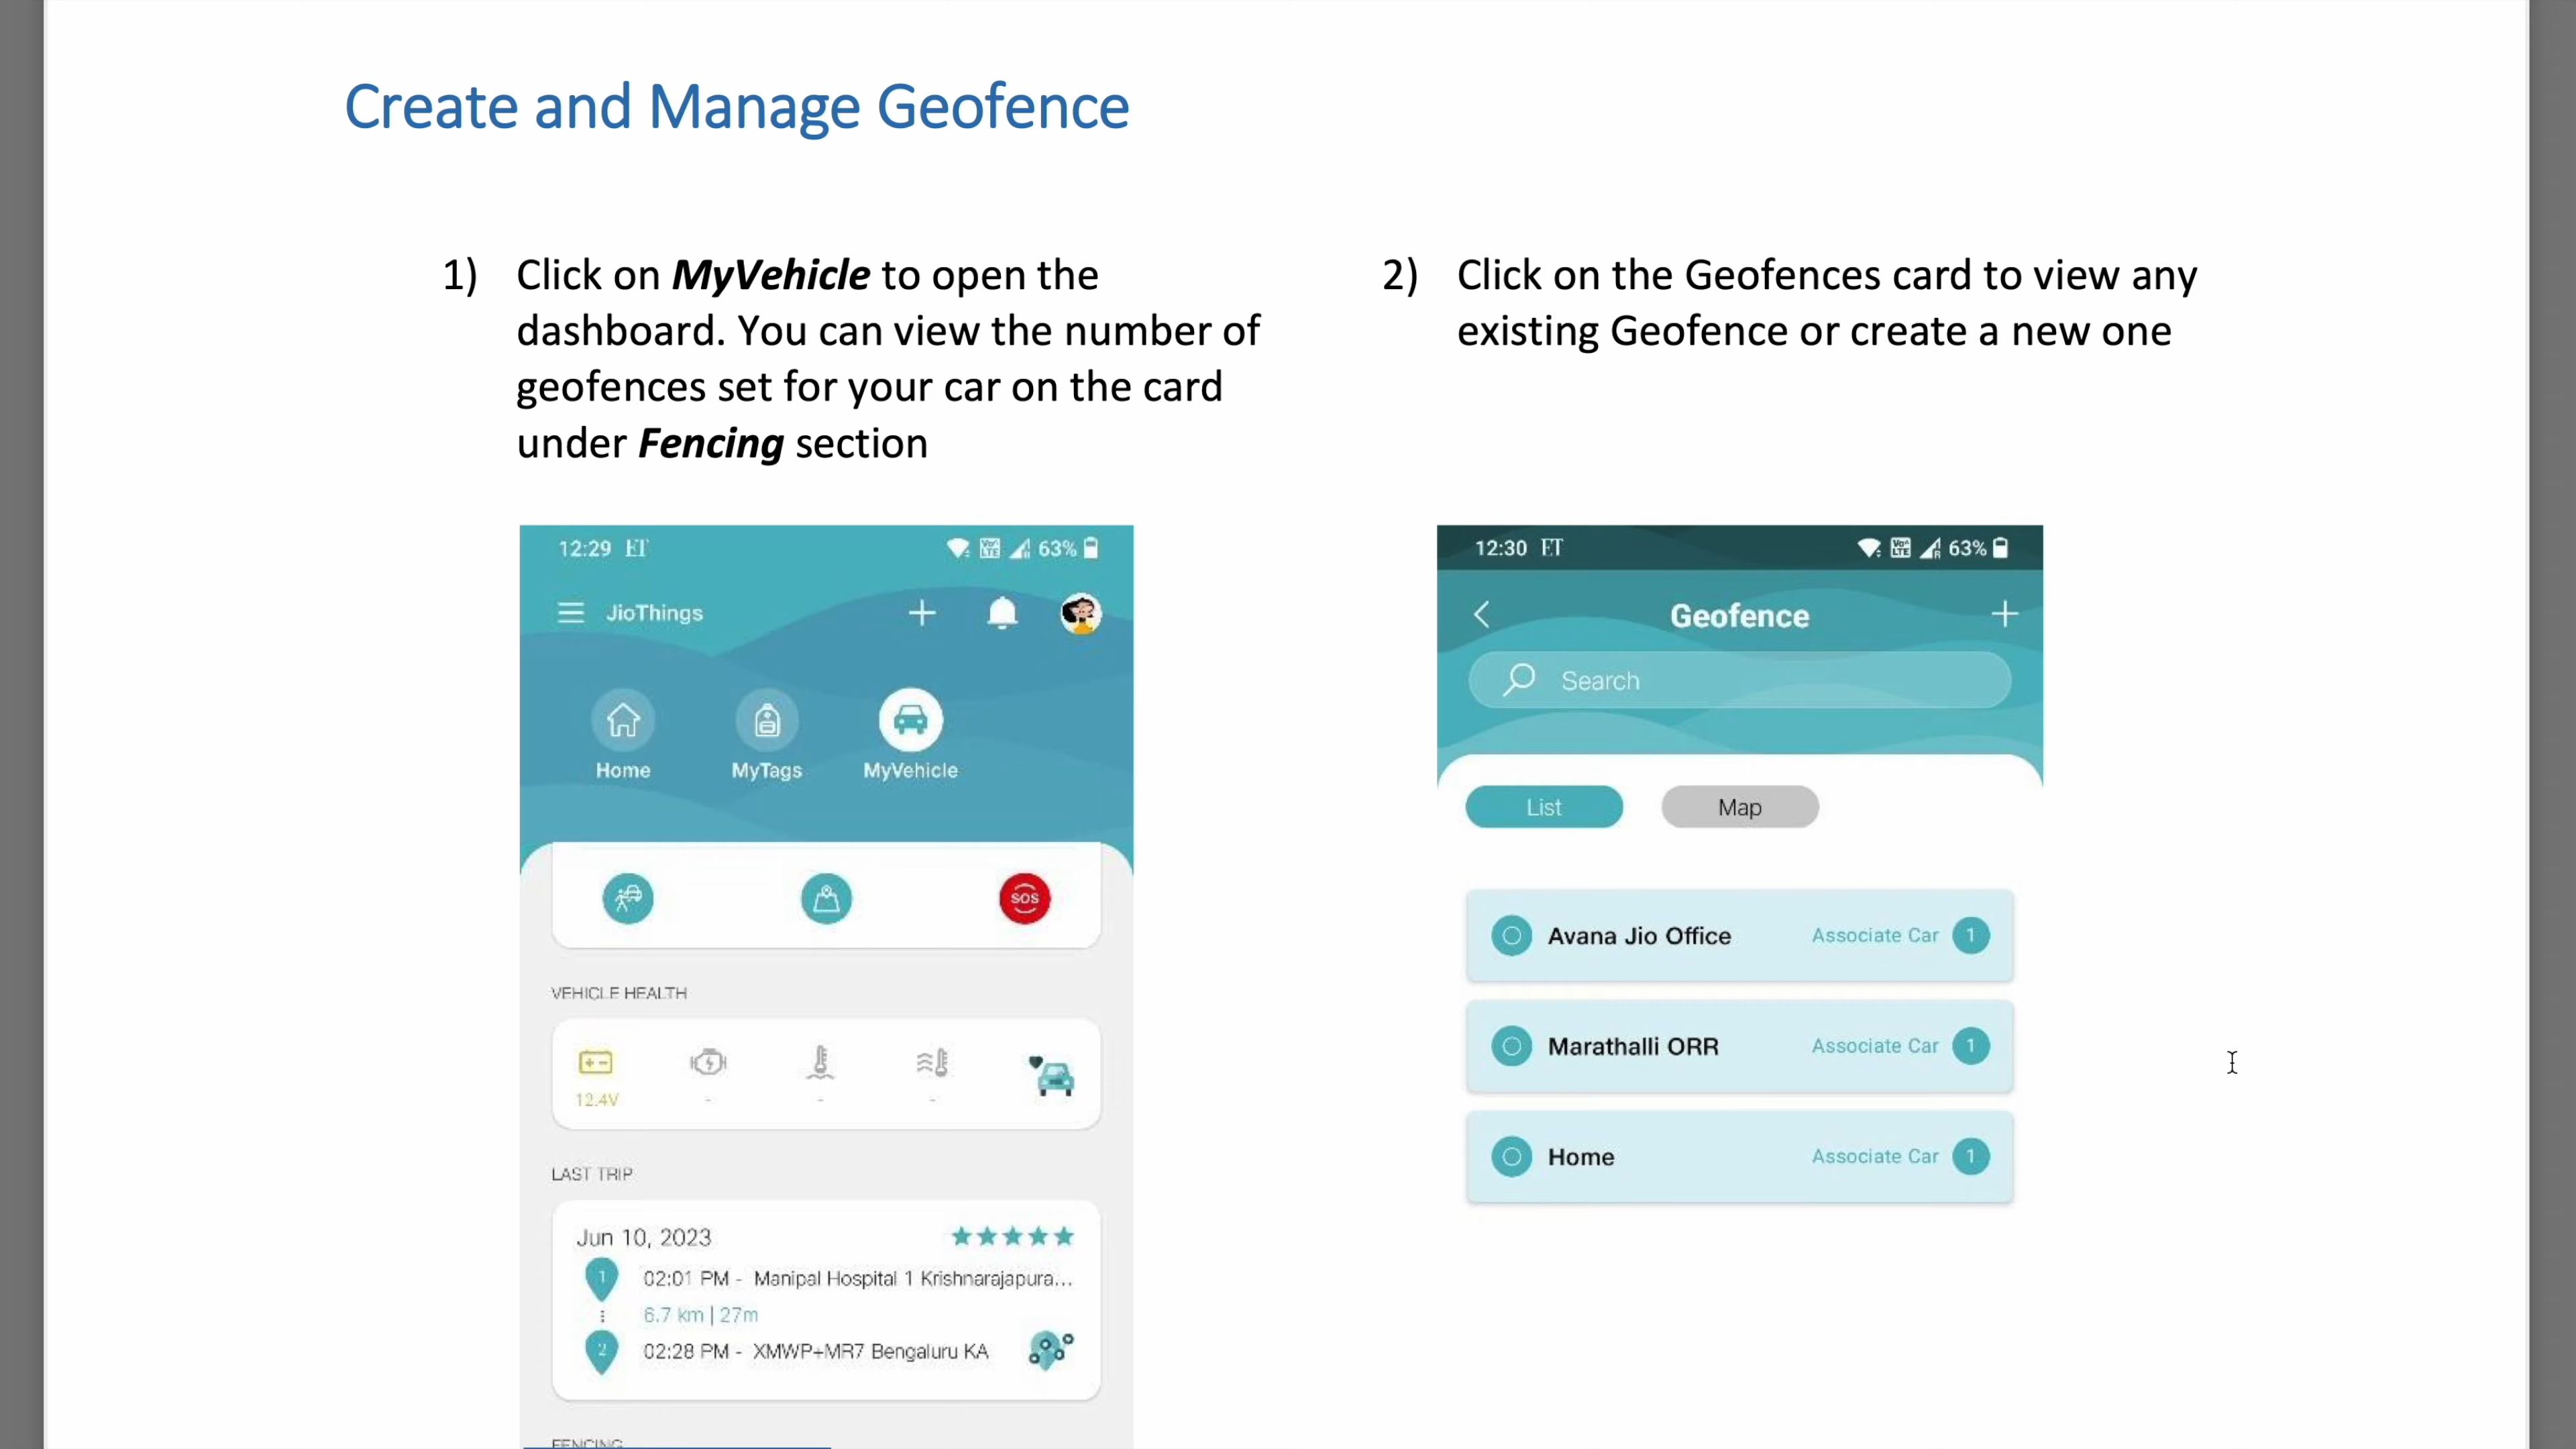 Create and Manage Geofence
1) Click on MyVehicle to open the
dashboard. You can view the number of
geofences set for your car on the card
under Fencing section
12:29 ET 63%
JioThings
Home MyTags MyVehicle
SOS
VEHICLE HEALTH
12.4V - - -
LAST TRIP
Jun 10, 2023
1 02:01 PM - Manipal Hospital 1 Krishnarajapura...
6.7 km | 27m
2 02:28 PM - XMWP+MR7 Bengaluru KA
FENCING
2) Click on the Geofences card to view any
existing Geofence or create a new one
12:30 ET 63%
Geofence
Search
List Map
Avana Jio Office Associate Car 1
Marathalli ORR Associate Car 1
Home Associate Car 1